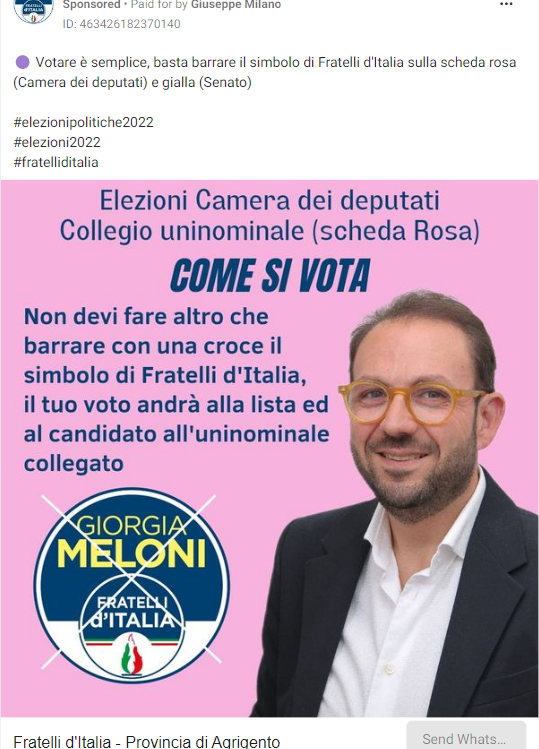 FRATELLI
d'ITALIA
Sponsored • Paid for by Giuseppe Milano
ID: 463426182370140
Votare è semplice, basta barrare il simbolo di Fratelli d'Italia sulla scheda rosa
(Camera dei deputati) e gialla (Senato)
#elezionipolitiche2022
#elezioni2022
#fratelliditalia
Elezioni Camera dei deputati
Collegio uninominale (scheda Rosa)
COME SI VOTA
Non devi fare altro che
barrare con una croce il
simbolo di Fratelli d'Italia,
il tuo voto andrà alla lista ed
al candidato all'uninominale
collegato
GIORGIA
MELONI
FRATELLI
d'ITALIA
Fratelli d'Italia - Provincia di Agrigento
Send Whats...